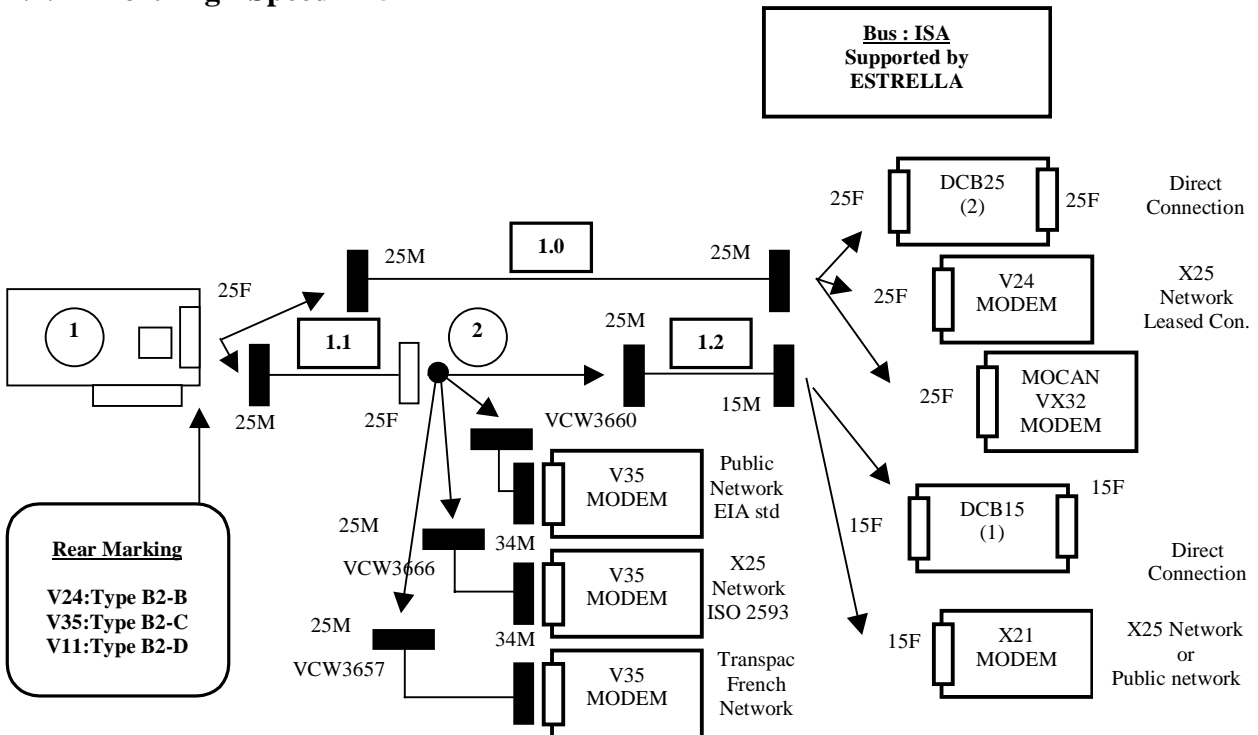 Bus : ISA
Supported by
ESTRELLA
DCB25
(2)
25F
25F
Direct
Connection
1.0
25M
25M
V24
MODEM
25F
X25
Network
Leased Con.
25F
1
1.1
2
25M
1.2
MOCAN
VX32
MODEM
25F
25M
25F
15M
VCW3660
V35
MODEM
Public
Network
EIA std
15F
DCB15
(1)
15F
Direct
Connection
Rear Marking
V24:Type B2-B
V35:Type B2-C
V11:Type B2-D
25M
34M
VCW3666
V35
MODEM
X25
Network
ISO 2593
25M
34M
VCW3657
V35
MODEM
Transpac
French
Network
15F
X21
MODEM
X25 Network
or
Public network